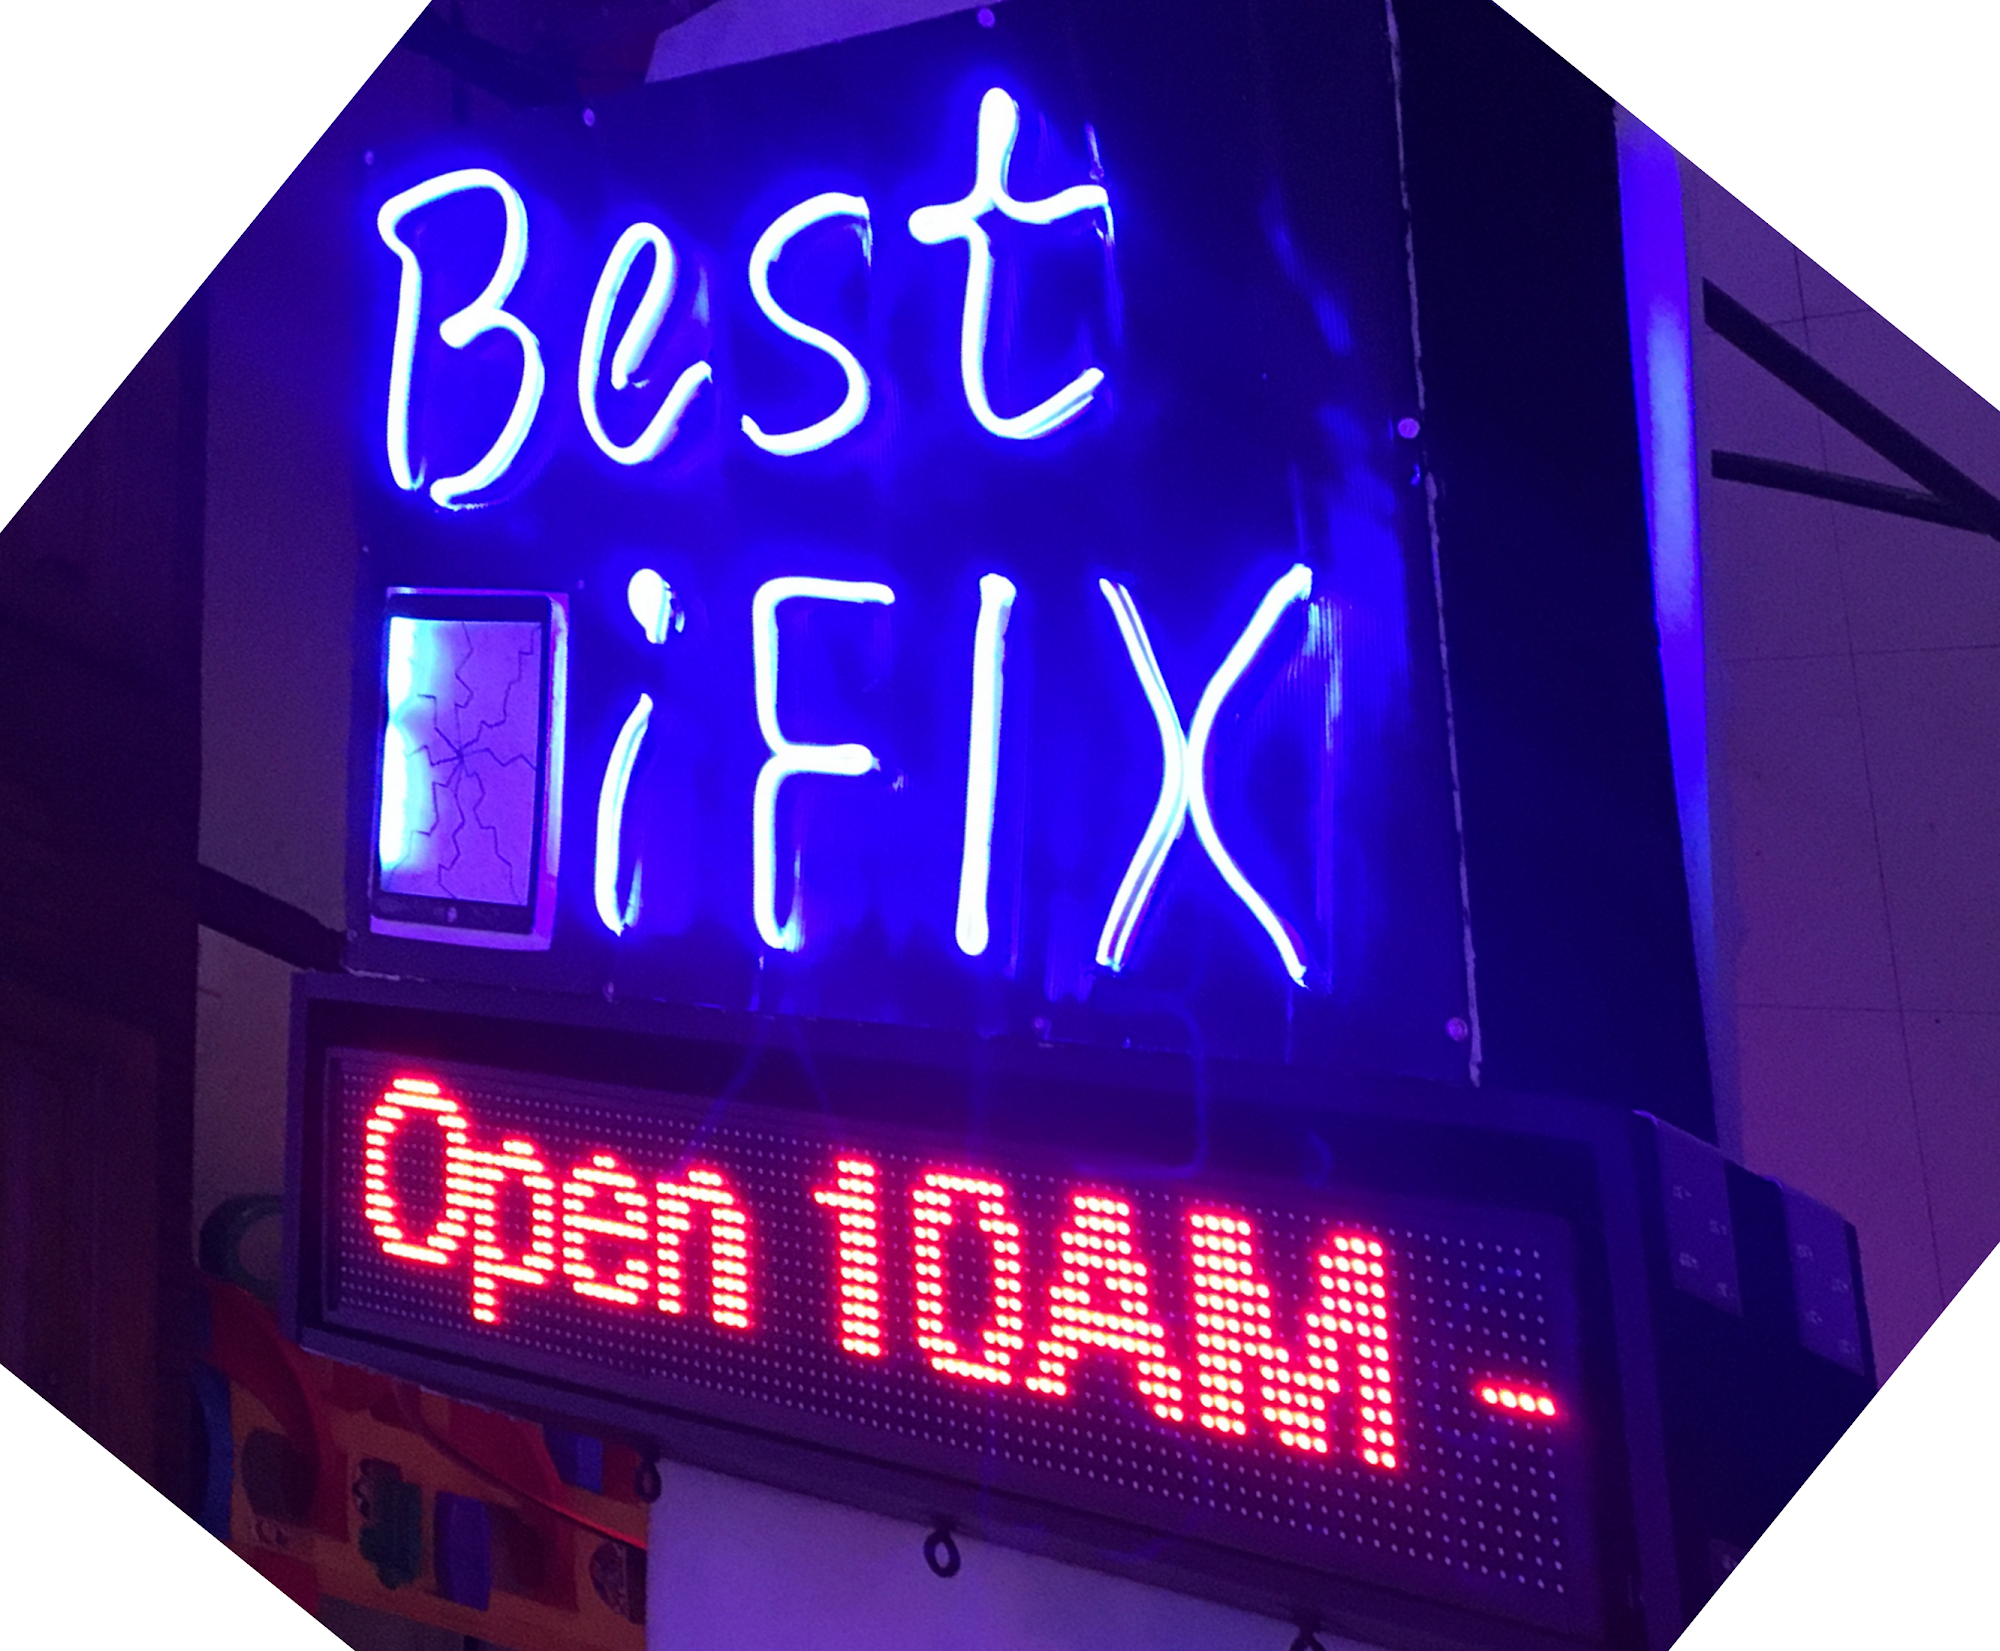 Best
iFIX
Open 10AM -